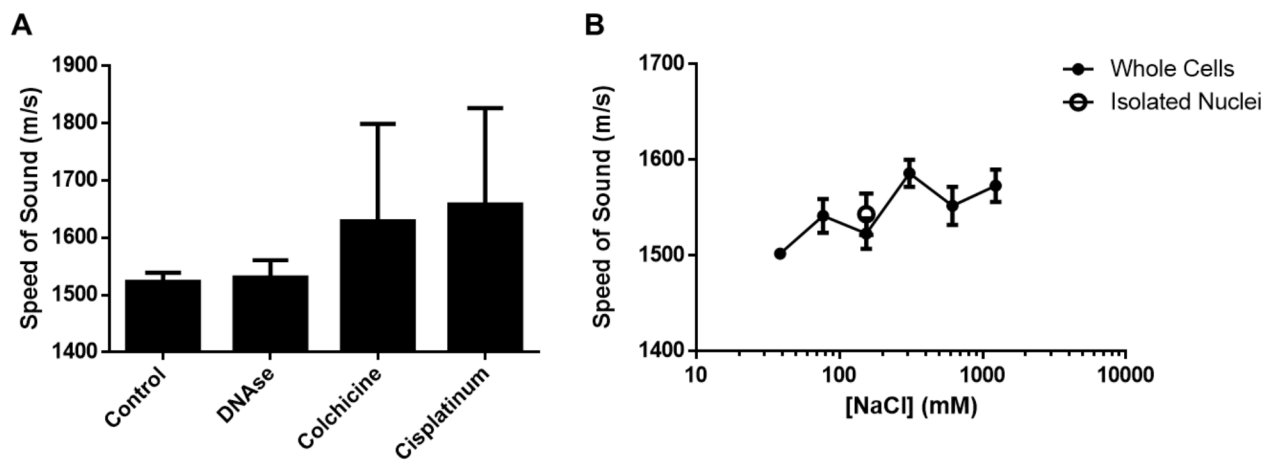 A
Speed of Sound (m/s)
1900
1800
1700
1600
1500
1400
Control
DNAse
Colchicine
Cisplatinum
B
Speed of Sound (m/s)
1700
1600
1500
1400
10
100
1000
10000
[NaCl] (mM)
Whole Cells
Isolated Nuclei